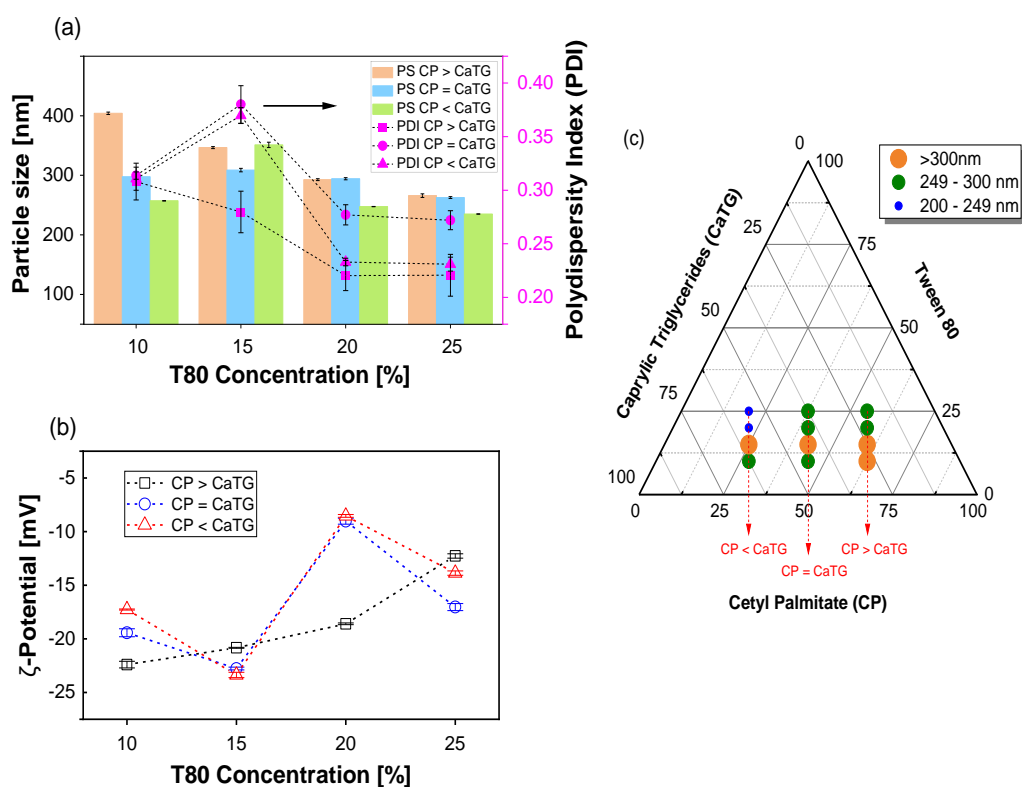 (a)
Particle size [nm]
400
300
200
100
PS CP > CaTG
PS CP = CaTG
PS CP < CaTG
PDI CP > CaTG
PDI CP = CaTG
PDI CP < CaTG
0.40
0.35
0.30
0.25
0.20
Polydispersity Index (PDI)
10 15 20 25
T80 Concentration [%]
(b)
ζ-Potential [mV]
-5
-10
-15
-20
-25
CP > CaTG
CP = CaTG
CP < CaTG
10 15 20 25
T80 Concentration [%]
(c)
>300nm
249 - 300 nm
200 - 249 nm
Caprylic Triglycerides (CaTG)
0
25
50
75
100
Tween 80
100
75
50
25
0
0 25 50 75 100
CP < CaTG
CP = CaTG
CP > CaTG
Cetyl Palmitate (CP)